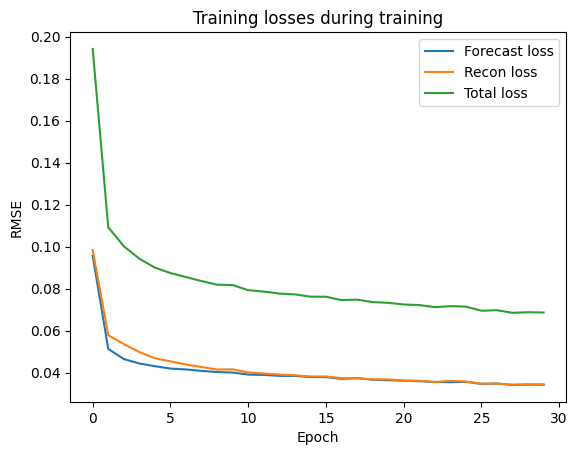 Training losses during training
Forecast loss
Recon loss
Total loss
RMSE
0.20
0.18
0.16
0.14
0.12
0.10
0.08
0.06
0.04
0 5 10 15 20 25 30
Epoch